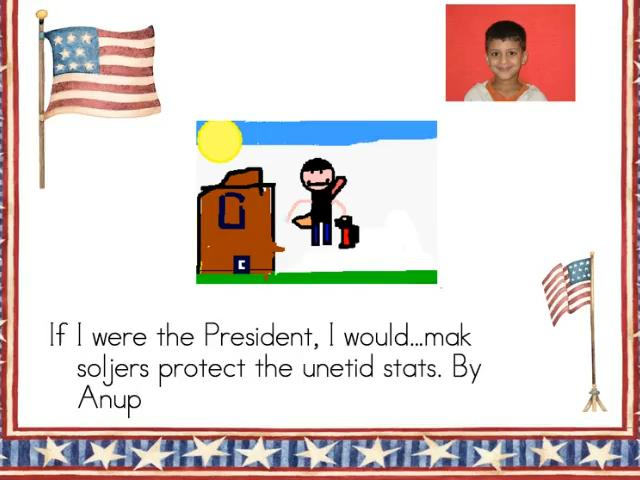 If I were the President, I would...mak
soljers protect the unetid stats. By
Anup